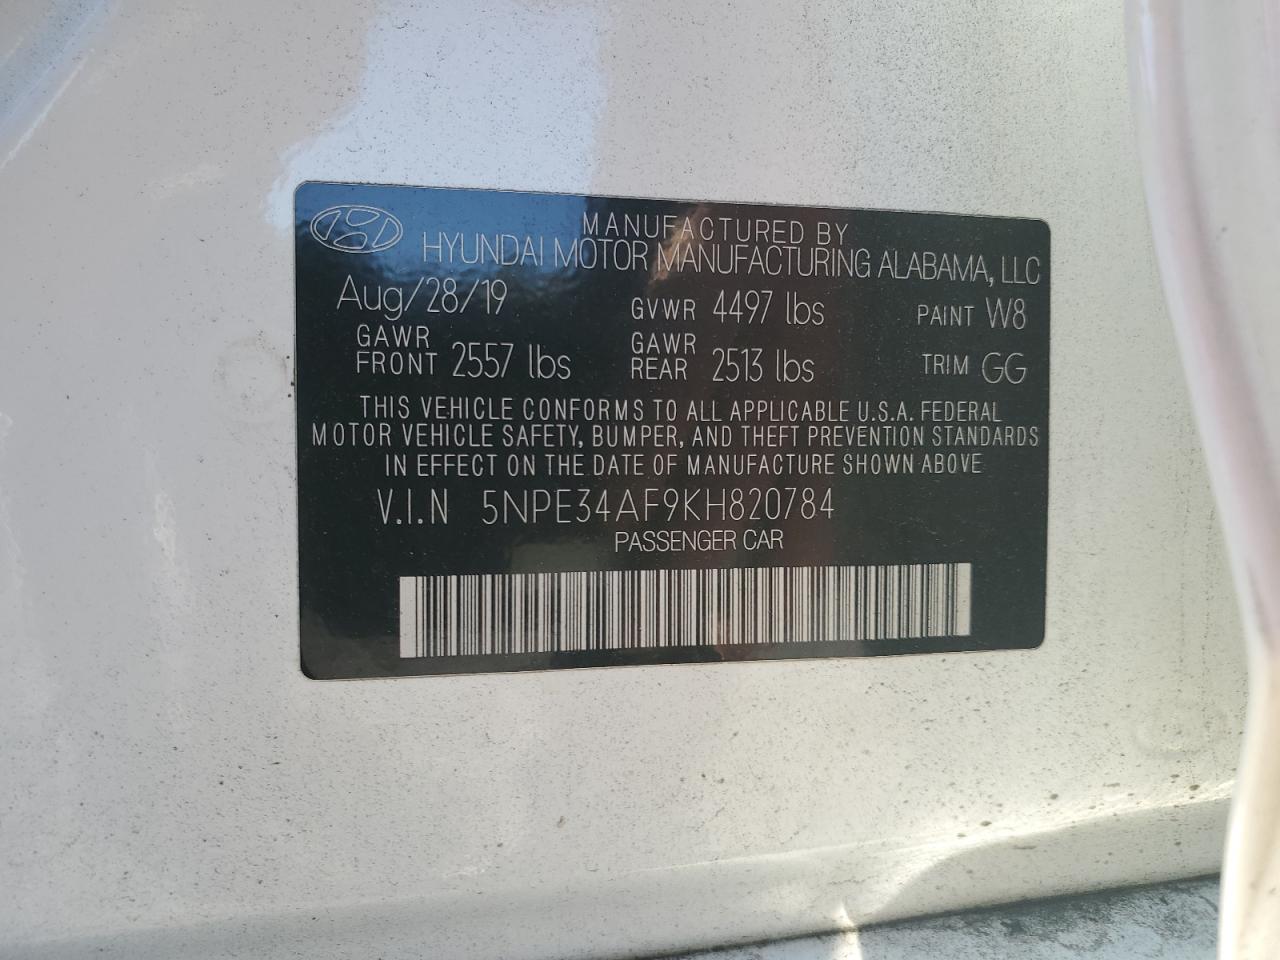 MANUFACTURED BY
HYUNDAI MOTOR MANUFACTURING ALABAMA, LLC
Aug/28/19 GVWR 4497 lbs PAINT W8
GAWR FRONT 2557 lbs GAWR REAR 2513 lbs TRIM GG
THIS VEHICLE CONFORMS TO ALL APPLICABLE U.S.A. FEDERAL
MOTOR VEHICLE SAFETY, BUMPER, AND THEFT PREVENTION STANDARDS
IN EFFECT ON THE DATE OF MANUFACTURE SHOWN ABOVE
V.I.N 5NPE34AF9KH820784
PASSENGER CAR